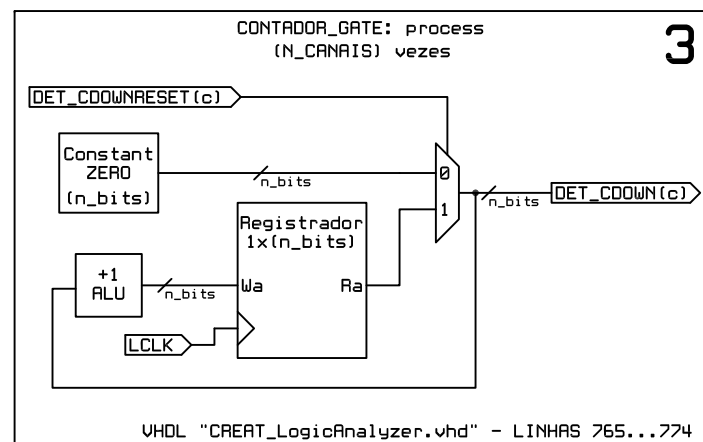 CONTADOR_GATE: process
(N_CANAIS) vezes
3
DET_CDOWNRESET(c)
Constant
ZERO
(n_bits)
n_bits
0
1
n_bits
DET_CDOWN(c)
Registrador
1x(n_bits)
+1
ALU
n_bits
Wa
Ra
LCLK
VHDL "CREAT_LogicAnalyzer.vhd" - LINHAS 765...774